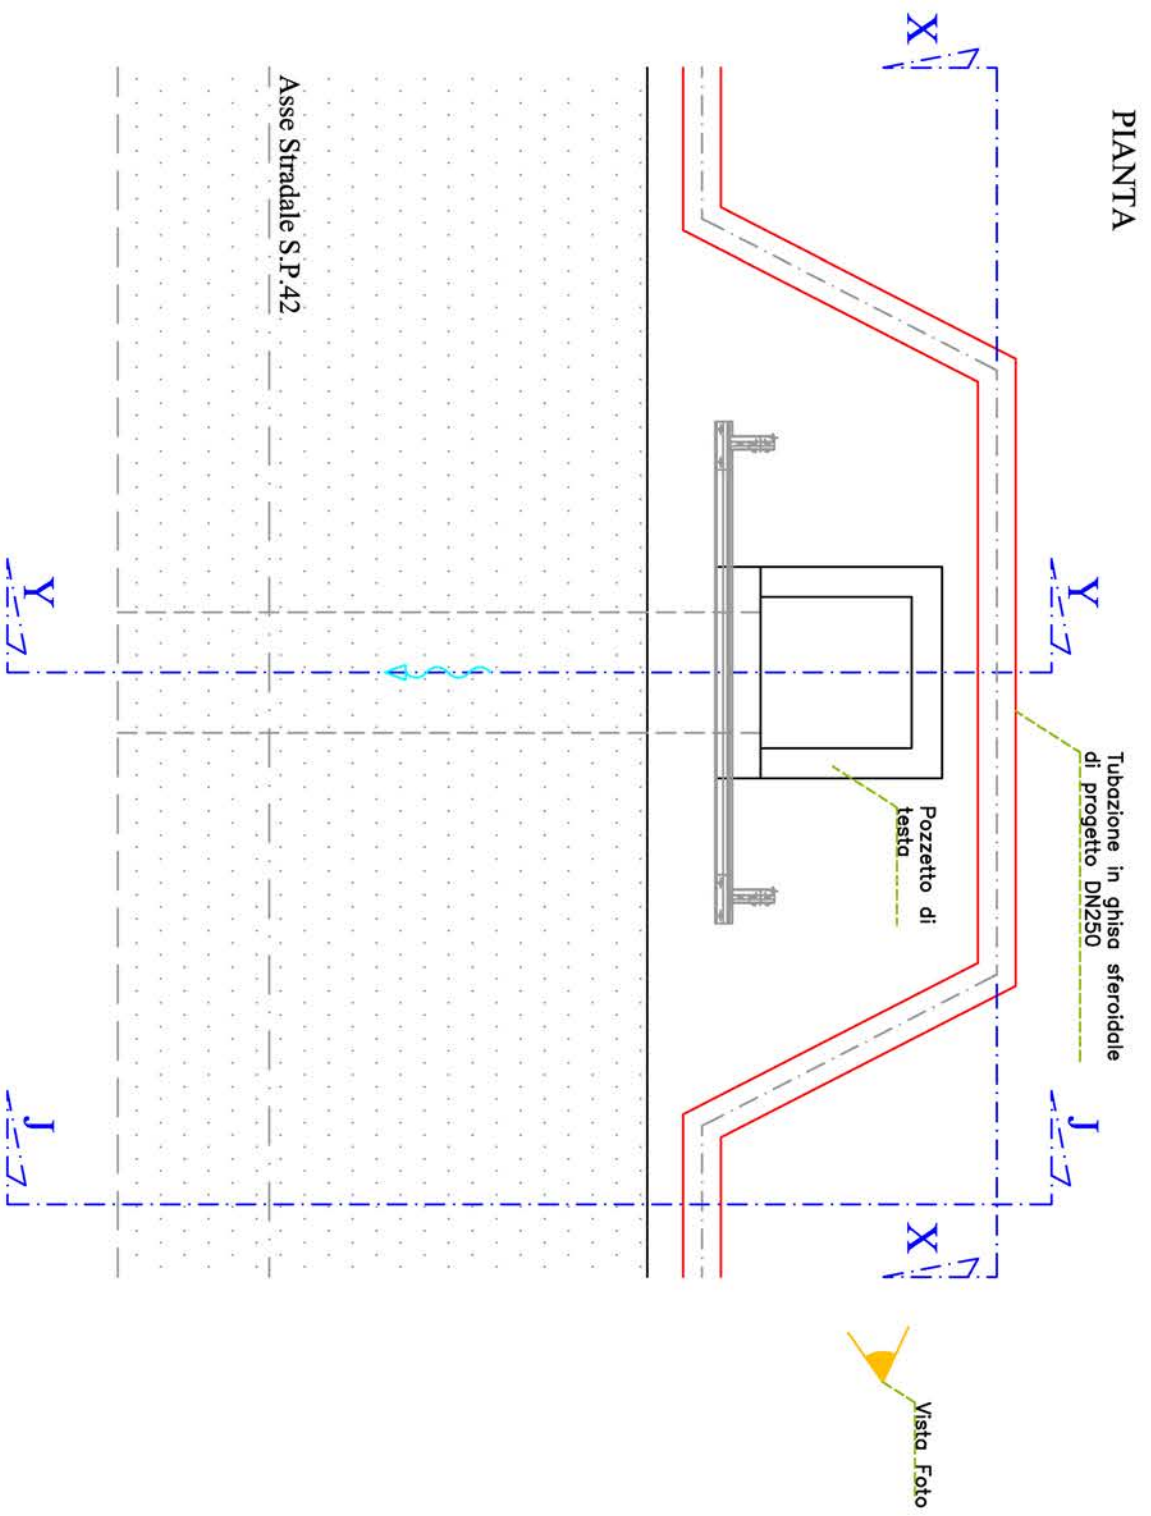 PIANTA
X
X
Y
Y
J
J
Tubazione in ghisa sferoidale
di progetto DN250
Pozzetto di
testa
Asse Stradale S.P.42
Vista Foto